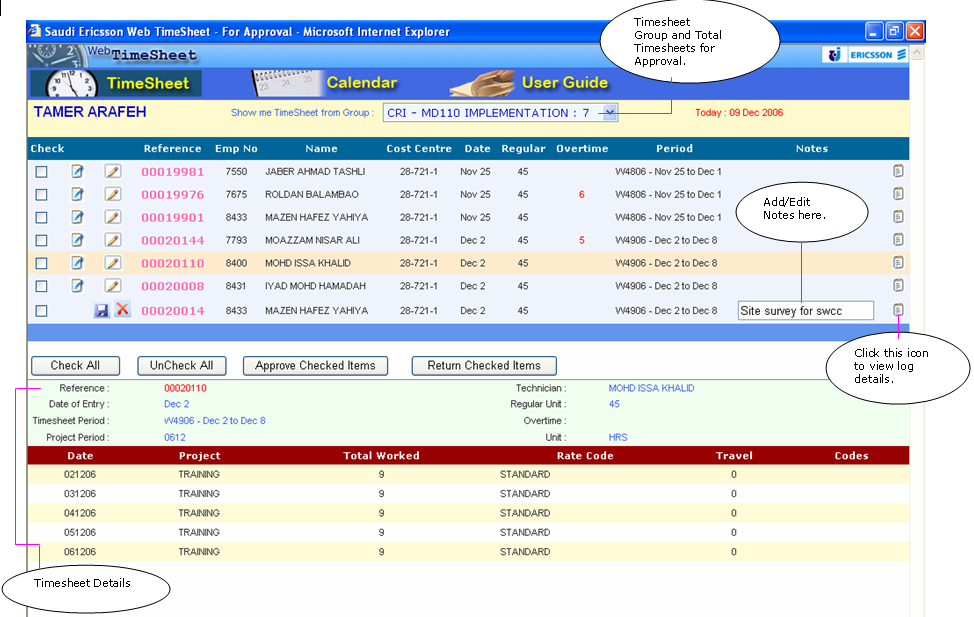 Saudi Ericsson Web TimeSheet - For Approval - Microsoft Internet Explorer
Timesheet
Group and Total
Timesheets for
Approval.
Web TimeSheet
ERICSSON
TimeSheet Calendar User Guide
TAMER ARAFEH Show me TimeSheet from Group : CRI - MD110 IMPLEMENTATION : 7 Today : 09 Dec 2006
Check Reference Emp No Name Cost Centre Date Regular Overtime Period Notes
00019981 7550 JABER AHMAD TASHLI 28-721-1 Nov 25 45 W4806 - Nov 25 to Dec 1
00019976 7675 ROLDAN BALAMBAO 28-721-1 Nov 25 45 6 W4806 - Nov 25 to Dec 1
00019901 8433 MAZEN HAFEZ YAHIYA 28-721-1 Nov 25 45 W4806 - Nov 25 to Dec 1
00020144 7793 MOAZZAM NISAR ALI 28-721-1 Dec 2 45 5 W4906 - Dec 2 to Dec 8
00020110 8400 MOHD ISSA KHALID 28-721-1 Dec 2 45 W4906 - Dec 2 to Dec 8
00020008 8431 IYAD MOHD HAMADAH 28-721-1 Dec 2 45 W4906 - Dec 2 to Dec 8
00020014 8433 MAZEN HAFEZ YAHIYA 28-721-1 Dec 2 45 W4906 - Dec 2 to Dec 8 Site survey for swcc
Add/Edit
Notes here.
Click this icon
to view log
details.
Check All UnCheck All Approve Checked Items Return Checked Items
Reference : 00020110 Technician : MOHD ISSA KHALID
Date of Entry : Dec 2 Regular Unit : 45
Timesheet Period : W4906 - Dec 2 to Dec 8 Overtime :
Project Period : 0612 Unit : HRS
Date Project Total Worked Rate Code Travel Codes
021206 TRAINING 9 STANDARD 0
031206 TRAINING 9 STANDARD 0
041206 TRAINING 9 STANDARD 0
051206 TRAINING 9 STANDARD 0
061206 TRAINING 9 STANDARD 0
Timesheet Details